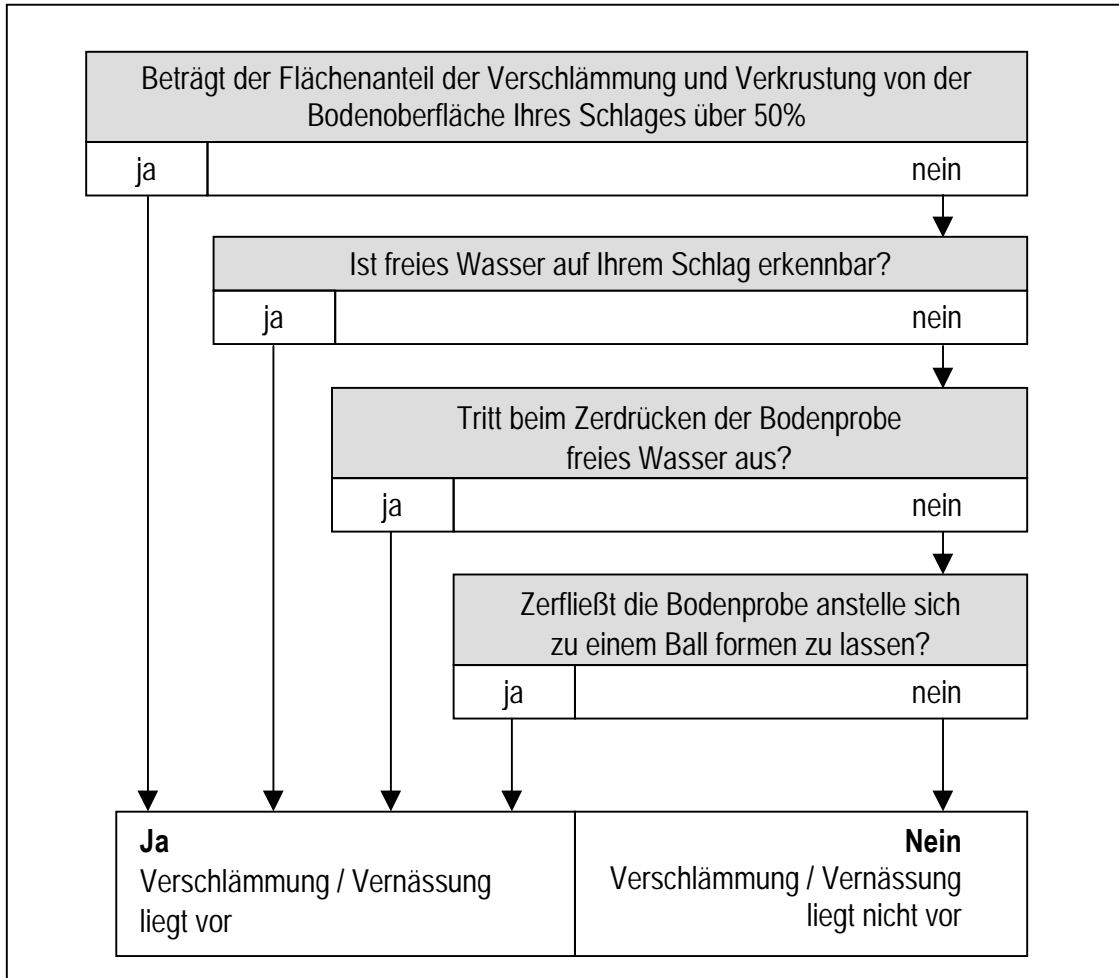 Beträgt der Flächenanteil der Verschlämmung und Verkrustung von der
Bodenoberfläche Ihres Schlages über 50%
ja nein
Ist freies Wasser auf Ihrem Schlag erkennbar?
ja nein
Tritt beim Zerdrücken der Bodenprobe
freies Wasser aus?
ja nein
Zerfließt die Bodenprobe anstelle sich
zu einem Ball formen zu lassen?
ja nein
Ja
Verschlämmung / Vernässung
liegt vor
Nein
Verschlämmung / Vernässung
liegt nicht vor